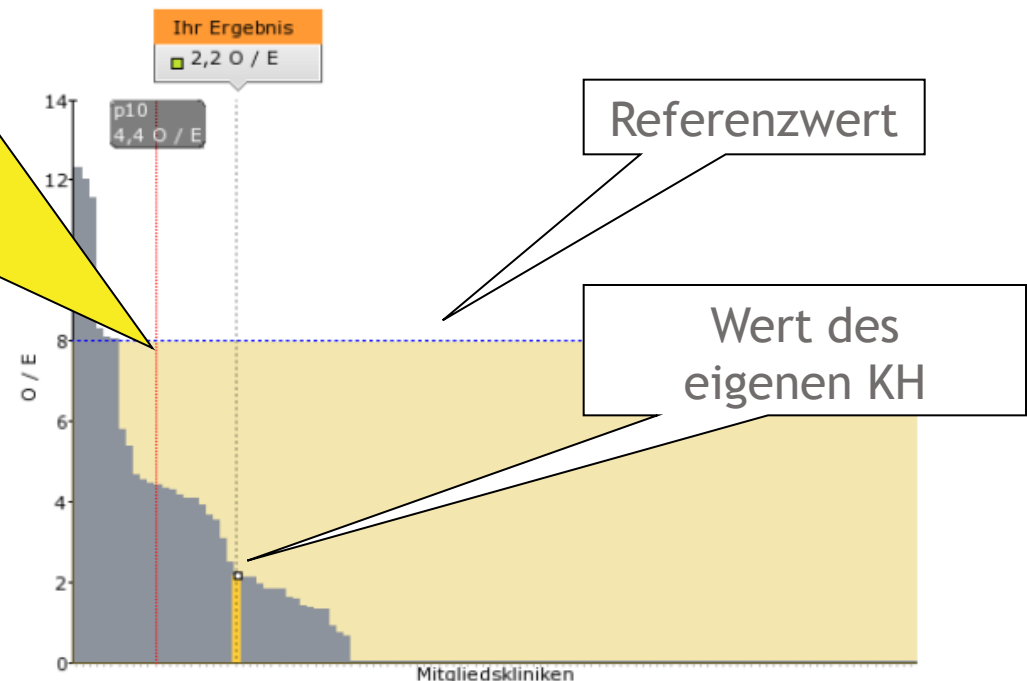 Ihr Ergebnis
2,2 O / E
p10
4,4 O / E
Referenzwert
Wert des
eigenen KH
14
12
8
6
4
2
0
O / E
Mitgliedskliniken